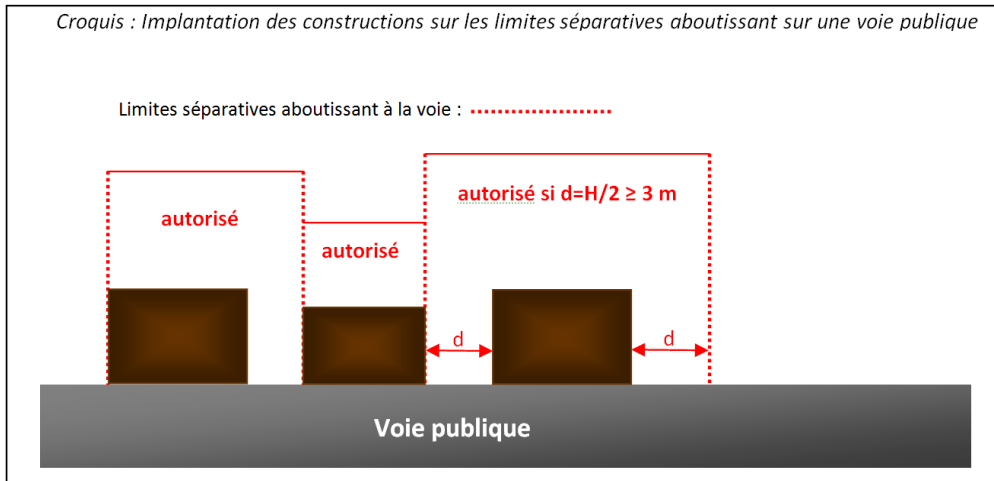 Croquis : Implantation des constructions sur les limites séparatives aboutissant sur une voie publique
Limites séparatives aboutissant à la voie :
autorisé
autorisé
autorisé si d=H/2 ≥ 3 m
d
d
Voie publique